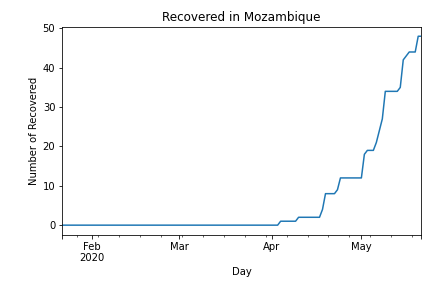 Recovered in Mozambique
50
40
30
20
10
0
Number of Recovered
Feb
2020
Mar
Apr
May
Day